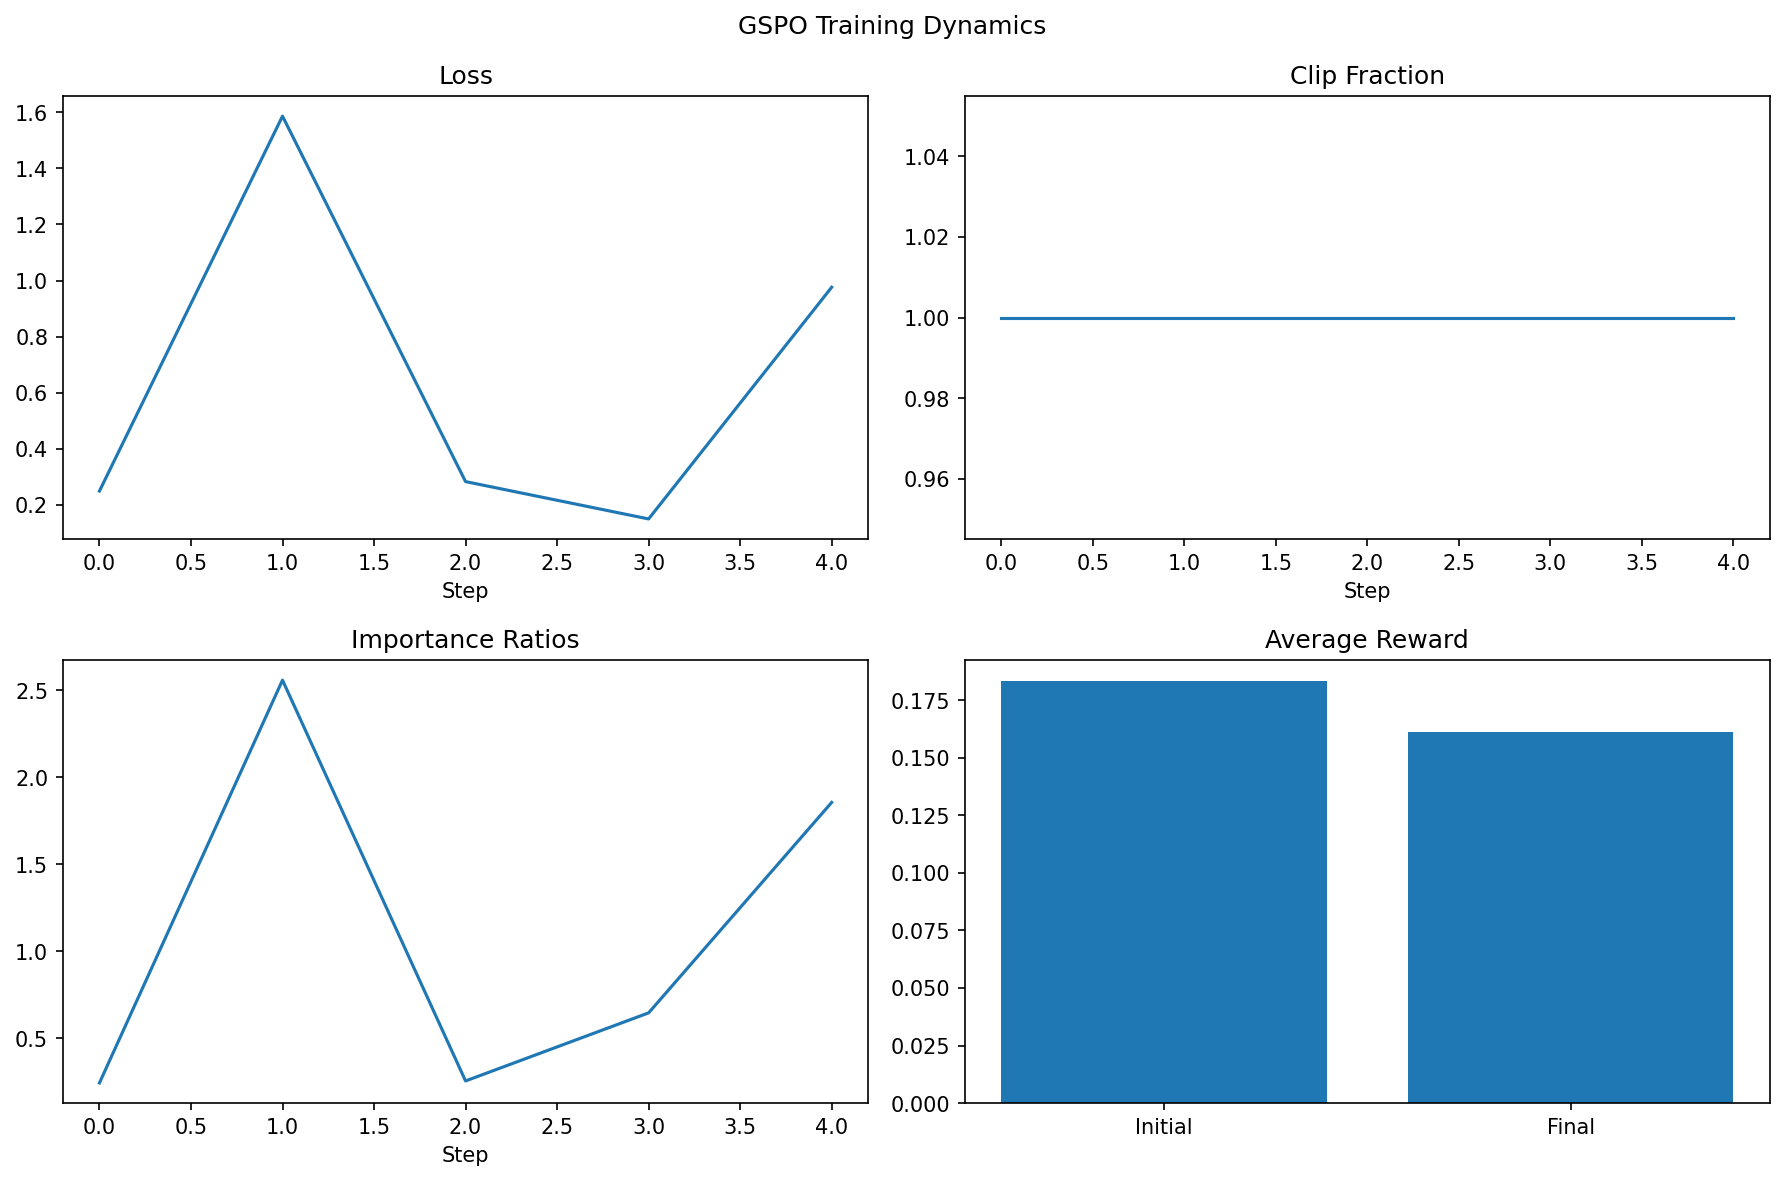 GSPO Training Dynamics
Loss
1.6
1.4
1.2
1.0
0.8
0.6
0.4
0.2
0.0 0.5 1.0 1.5 2.0 2.5 3.0 3.5 4.0
Step
Clip Fraction
1.04
1.02
1.00
0.98
0.96
0.0 0.5 1.0 1.5 2.0 2.5 3.0 3.5 4.0
Step
Importance Ratios
2.5
2.0
1.5
1.0
0.5
0.0 0.5 1.0 1.5 2.0 2.5 3.0 3.5 4.0
Step
Average Reward
0.175
0.150
0.125
0.100
0.075
0.050
0.025
0.000
Initial Final